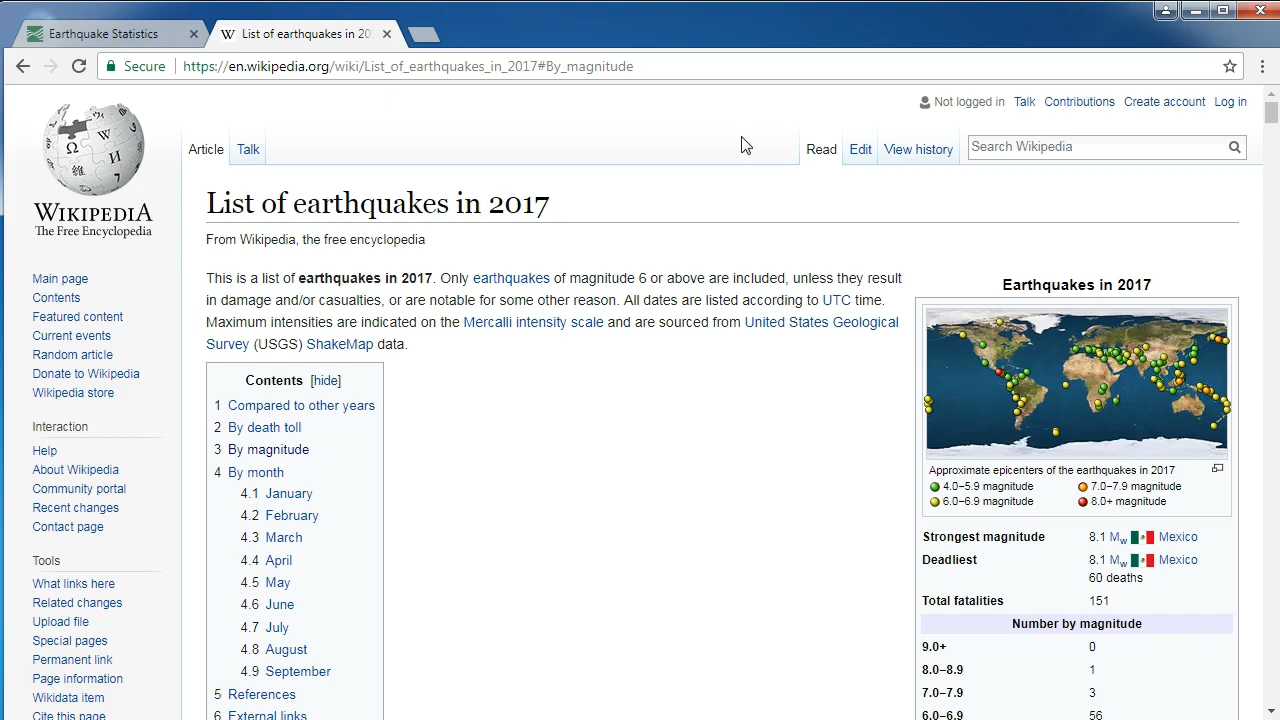 Earthquake Statistics
List of earthquakes in 20
Secure
https://en.wikipedia.org/wiki/List_of_earthquakes_in_2017#By_magnitude
Not logged in Talk Contributions Create account Log in
Article Talk Read Edit View history Search Wikipedia
WIKIPEDIA
The Free Encyclopedia
Main page
Contents
Featured content
Current events
Random article
Donate to Wikipedia
Wikipedia store
Interaction
Help
About Wikipedia
Community portal
Recent changes
Contact page
Tools
What links here
Related changes
Upload file
Special pages
Permanent link
Page information
Wikidata item
Cite this page
List of earthquakes in 2017
From Wikipedia, the free encyclopedia
This is a list of earthquakes in 2017. Only earthquakes of magnitude 6 or above are included, unless they result
in damage and/or casualties, or are notable for some other reason. All dates are listed according to UTC time.
Maximum intensities are indicated on the Mercalli intensity scale and are sourced from United States Geological
Survey (USGS) ShakeMap data.
Contents [hide]
1 Compared to other years
2 By death toll
3 By magnitude
4 By month
4.1 January
4.2 February
4.3 March
4.4 April
4.5 May
4.6 June
4.7 July
4.8 August
4.9 September
5 References
6 External links
Earthquakes in 2017
Approximate epicenters of the earthquakes in 2017
4.0–5.9 magnitude 7.0–7.9 magnitude
6.0–6.9 magnitude 8.0+ magnitude
Strongest magnitude 8.1 Mw Mexico
Deadliest 8.1 Mw Mexico
60 deaths
Total fatalities 151
Number by magnitude
9.0+ 0
8.0–8.9 1
7.0–7.9 3
6.0–6.9 56